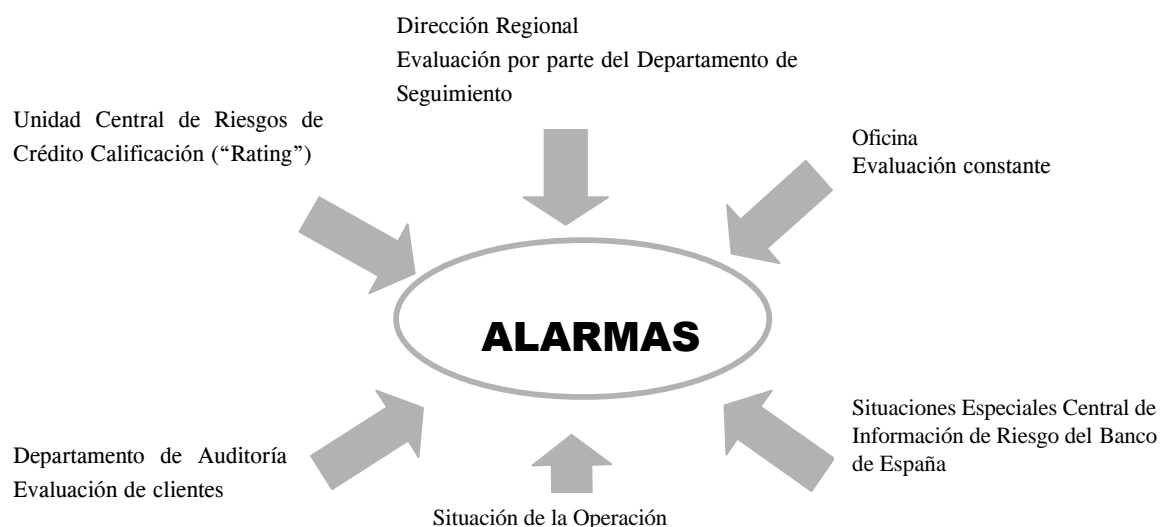 Dirección Regional
Evaluación por parte del Departamento de
Seguimiento
Unidad Central de Riesgos de
Crédito Calificación (“Rating”)
Oficina
Evaluación constante
ALARMAS
Situaciones Especiales Central de
Información de Riesgo del Banco
de España
Departamento de Auditoría
Evaluación de clientes
Situación de la Operación